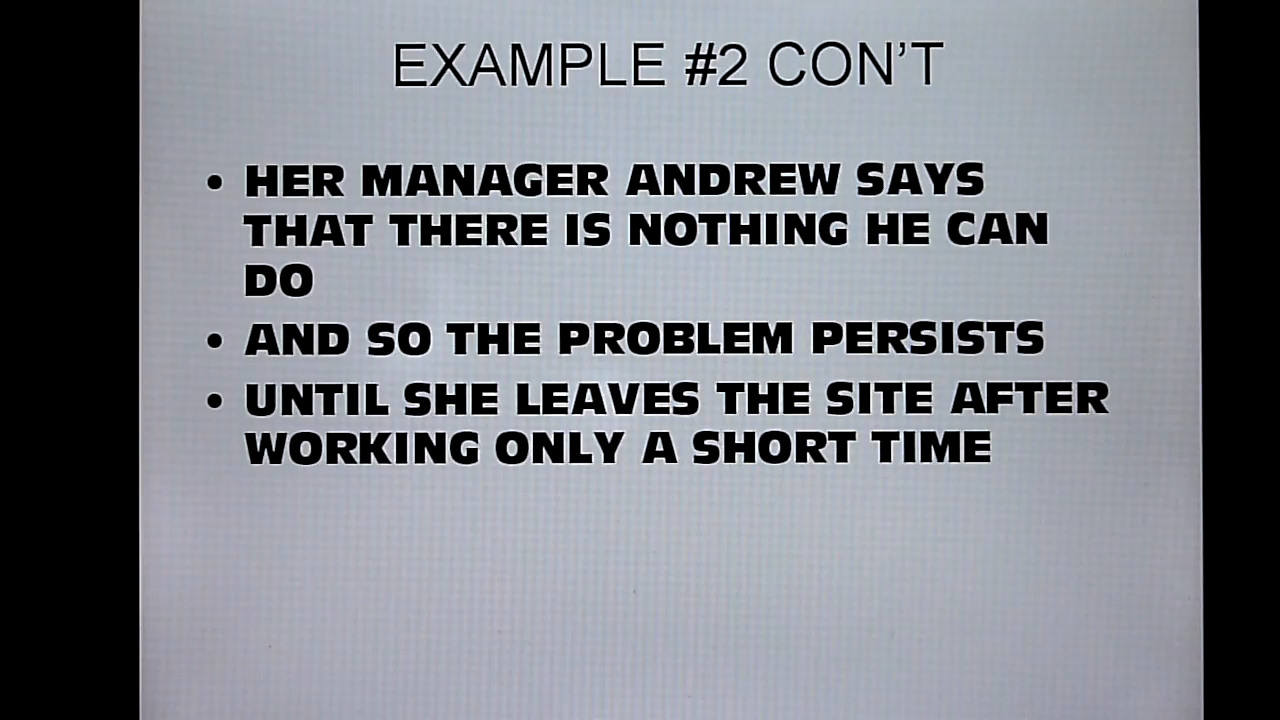 EXAMPLE #2 CON'T
• HER MANAGER ANDREW SAYS
THAT THERE IS NOTHING HE CAN
DO
• AND SO THE PROBLEM PERSISTS
• UNTIL SHE LEAVES THE SITE AFTER
WORKING ONLY A SHORT TIME